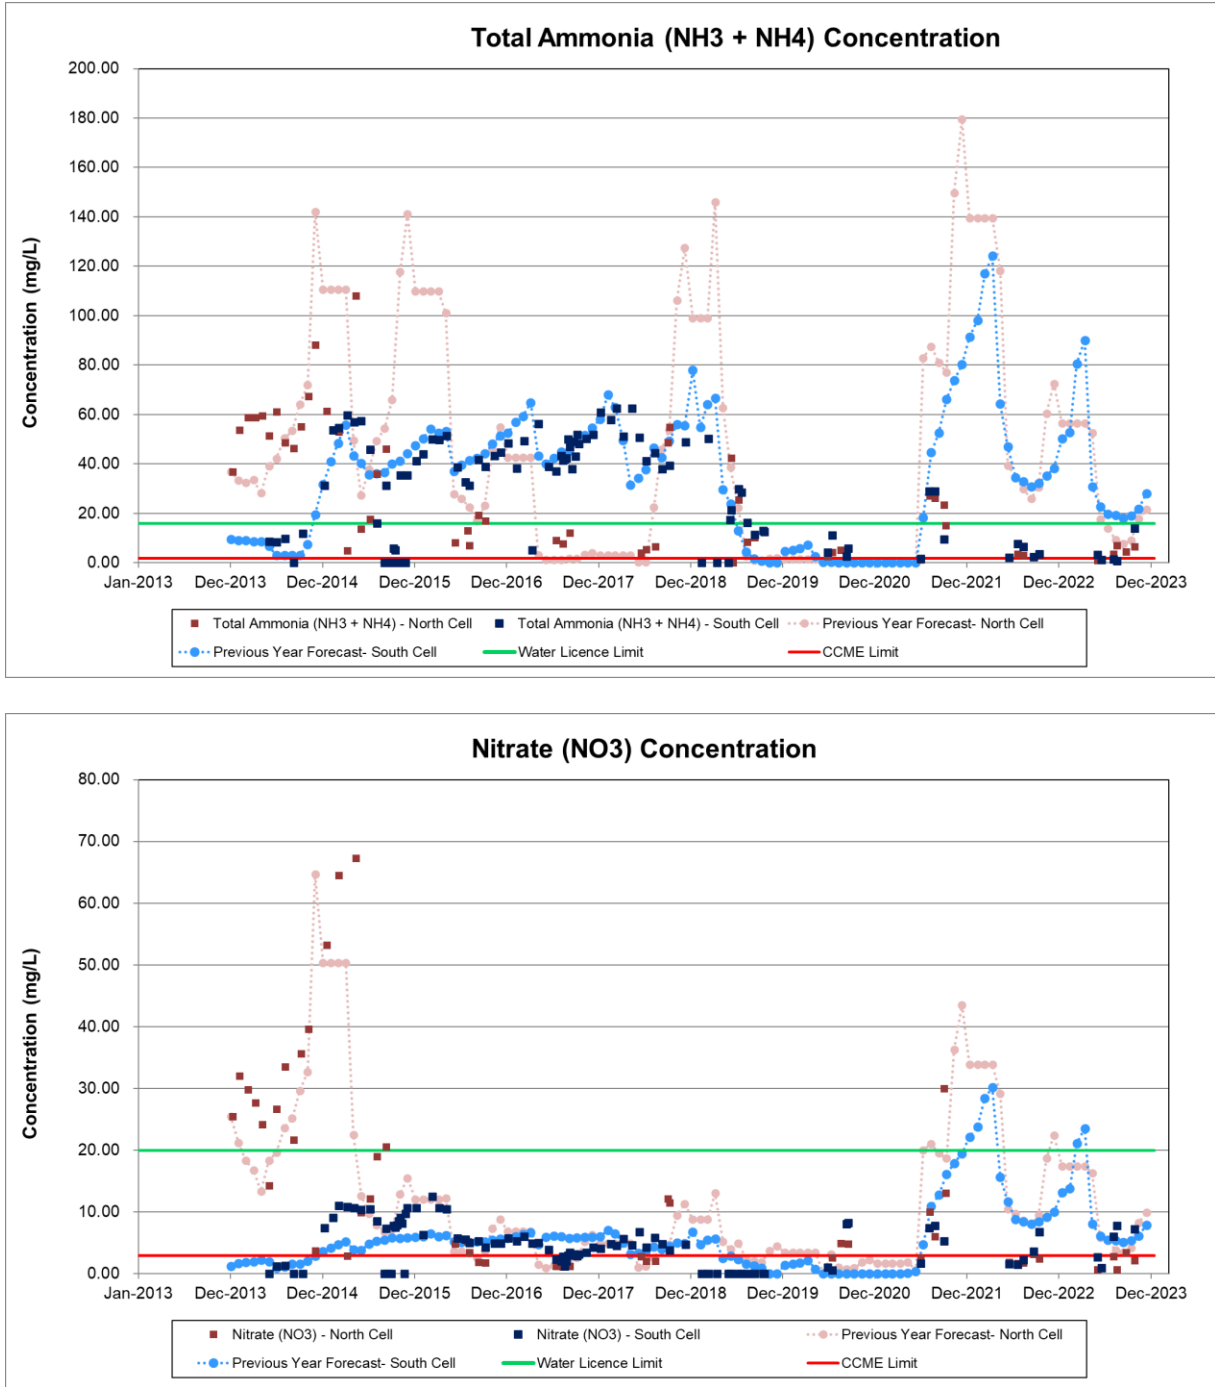 Total Ammonia (NH3 + NH4) Concentration
200.00
180.00
160.00
140.00
120.00
100.00
80.00
60.00
40.00
20.00
0.00
Concentration (mg/L)
Jan-2013 Dec-2013 Dec-2014 Dec-2015 Dec-2016 Dec-2017 Dec-2018 Dec-2019 Dec-2020 Dec-2021 Dec-2022 Dec-2023
Total Ammonia (NH3 + NH4) - North Cell Total Ammonia (NH3 + NH4) - South Cell Previous Year Forecast- North Cell
Previous Year Forecast- South Cell Water Licence Limit CCME Limit
Nitrate (NO3) Concentration
80.00
70.00
60.00
50.00
40.00
30.00
20.00
10.00
0.00
Concentration (mg/L)
Jan-2013 Dec-2013 Dec-2014 Dec-2015 Dec-2016 Dec-2017 Dec-2018 Dec-2019 Dec-2020 Dec-2021 Dec-2022 Dec-2023
Nitrate (NO3) - North Cell Nitrate (NO3) - South Cell Previous Year Forecast- North Cell
Previous Year Forecast- South Cell Water Licence Limit CCME Limit